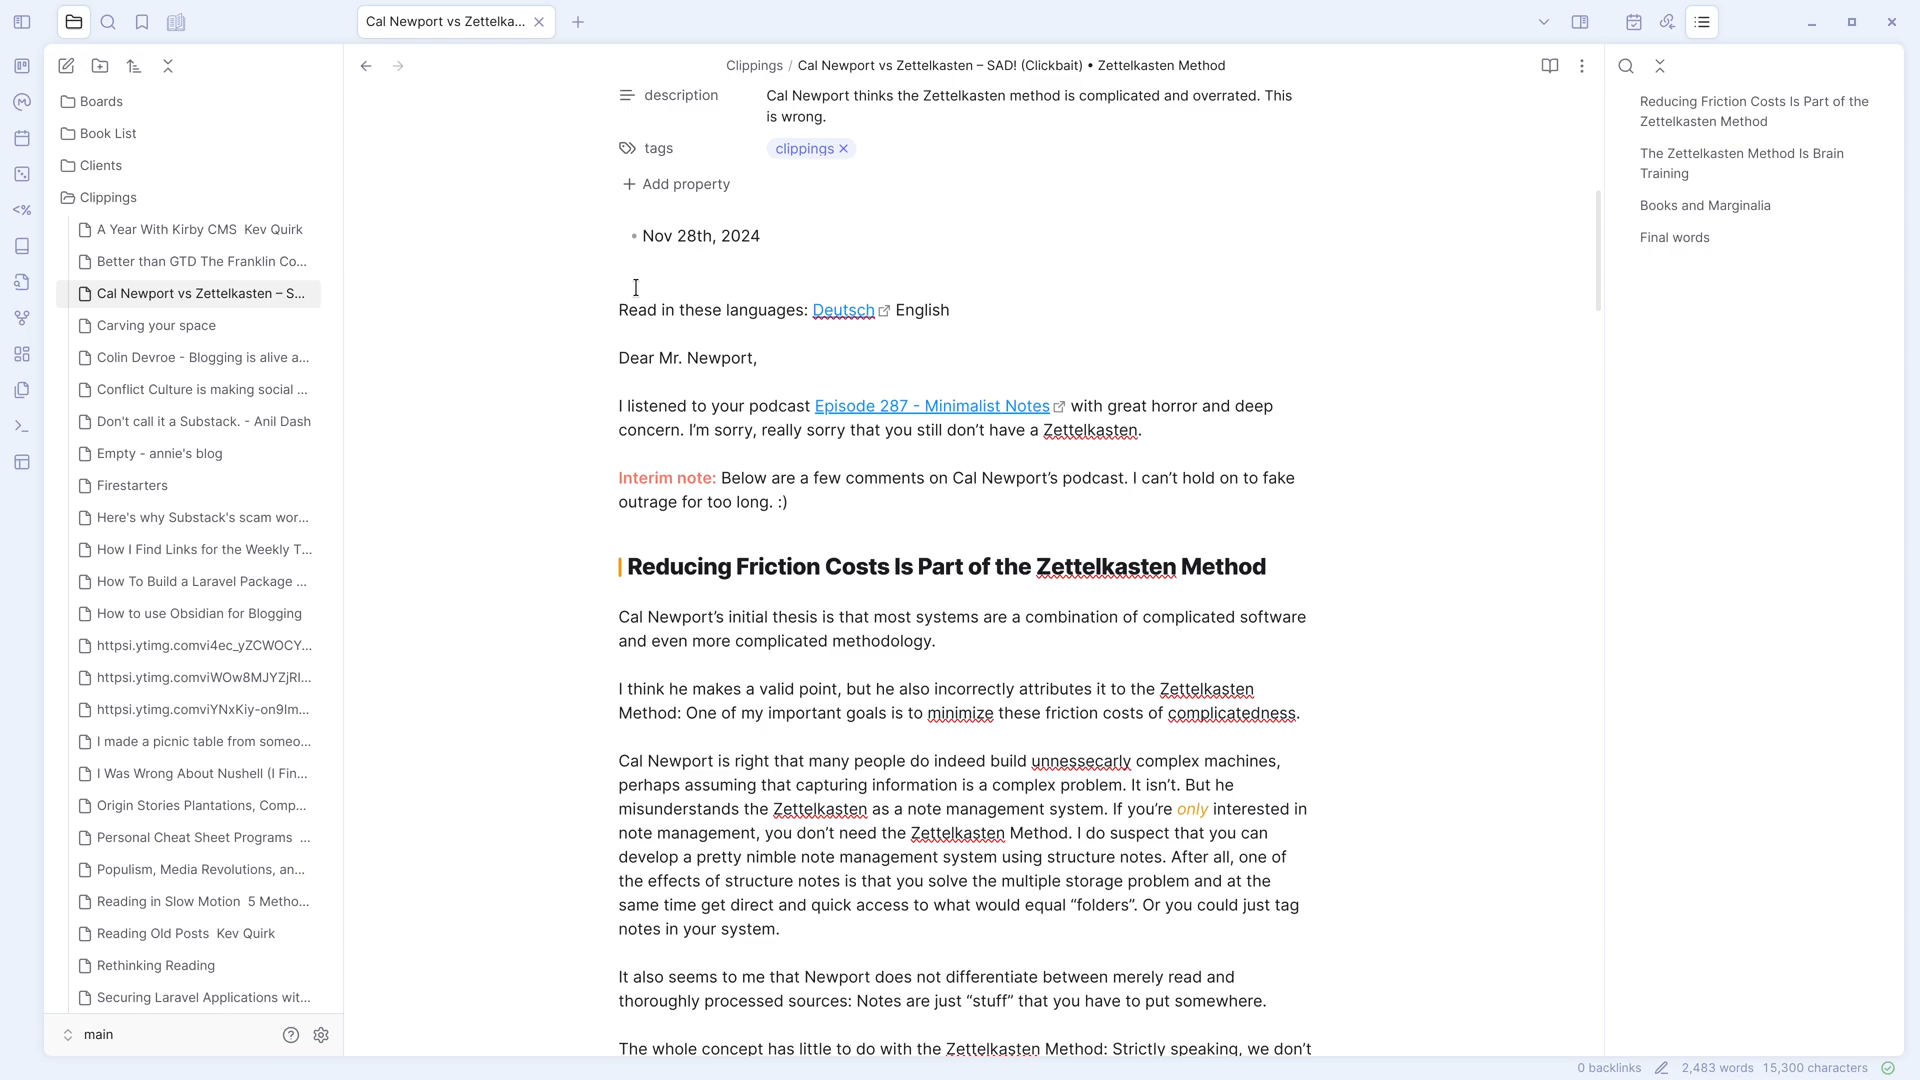 Cal Newport vs Zettelka...
Boards
Book List
Clients
Clippings
A Year With Kirby CMS  Kev Quirk
Better than GTD The Franklin Co...
Cal Newport vs Zettelkasten – S...
Carving your space
Colin Devroe - Blogging is alive a...
Conflict Culture is making social ...
Don't call it a Substack. - Anil Dash
Empty - annie's blog
Firestarters
Here's why Substack's scam wor...
How I Find Links for the Weekly T...
How To Build a Laravel Package ...
How to use Obsidian for Blogging
httpsi.ytimg.comvi4ec_yZCWOCY...
httpsi.ytimg.comviWOw8MJYZjRI...
httpsi.ytimg.comviYNxKiy-on9Im...
I made a picnic table from someo...
I Was Wrong About Nushell (I Fin...
Origin Stories Plantations, Comp...
Personal Cheat Sheet Programs  ...
Populism, Media Revolutions, an...
Reading in Slow Motion  5 Metho...
Reading Old Posts  Kev Quirk
Rethinking Reading
Securing Laravel Applications wit...
main
Clippings / Cal Newport vs Zettelkasten – SAD! (Clickbait) • Zettelkasten Method
description Cal Newport thinks the Zettelkasten method is complicated and overrated. This
is wrong.
tags clippings
Add property
• Nov 28th, 2024
Read in these languages: Deutsch English
Dear Mr. Newport,
I listened to your podcast Episode 287 - Minimalist Notes with great horror and deep
concern. I’m sorry, really sorry that you still don’t have a Zettelkasten.
Interim note: Below are a few comments on Cal Newport’s podcast. I can’t hold on to fake
outrage for too long. :)
Reducing Friction Costs Is Part of the Zettelkasten Method
Cal Newport’s initial thesis is that most systems are a combination of complicated software
and even more complicated methodology.
I think he makes a valid point, but he also incorrectly attributes it to the Zettelkasten
Method: One of my important goals is to minimize these friction costs of complicatedness.
Cal Newport is right that many people do indeed build unnessecarly complex machines,
perhaps assuming that capturing information is a complex problem. It isn’t. But he
misunderstands the Zettelkasten as a note management system. If you’re only interested in
note management, you don’t need the Zettelkasten Method. I do suspect that you can
develop a pretty nimble note management system using structure notes. After all, one of
the effects of structure notes is that you solve the multiple storage problem and at the
same time get direct and quick access to what would equal “folders”. Or you could just tag
notes in your system.
It also seems to me that Newport does not differentiate between merely read and
thoroughly processed sources: Notes are just “stuff” that you have to put somewhere.
The whole concept has little to do with the Zettelkasten Method: Strictly speaking, we don’t
Reducing Friction Costs Is Part of the
Zettelkasten Method
The Zettelkasten Method Is Brain
Training
Books and Marginalia
Final words
0 backlinks 2,483 words 15,300 characters